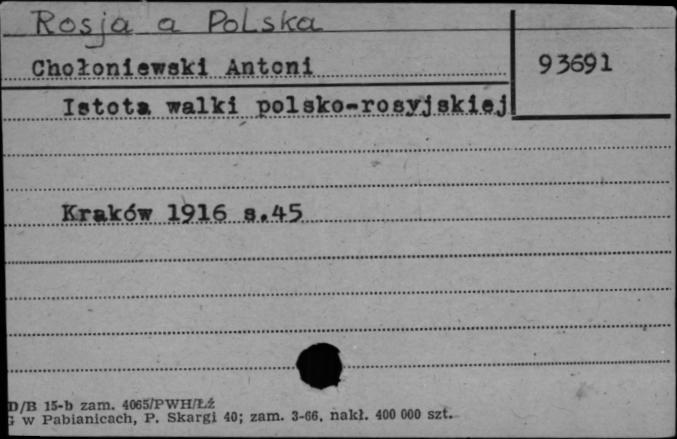 Rosja a Polska
Chołoniewski Antoni
93691
Istota walki polsko-rosyjskiej
Kraków 1916 s.45
D/B 15-b zam. 4065/PWH/Łź
G w Pabianicach, P. Skargi 40; zam. 3-66, nakł. 400 000 szt.